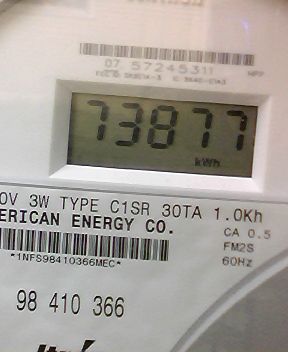 07 57245311
73877
kWh
0V 3W TYPE C1SR 30TA 1.0Kh
ERICAN ENERGY CO.
CA 0.5
FM2S
60Hz
*1NFS98410366MEC*
98 410 366